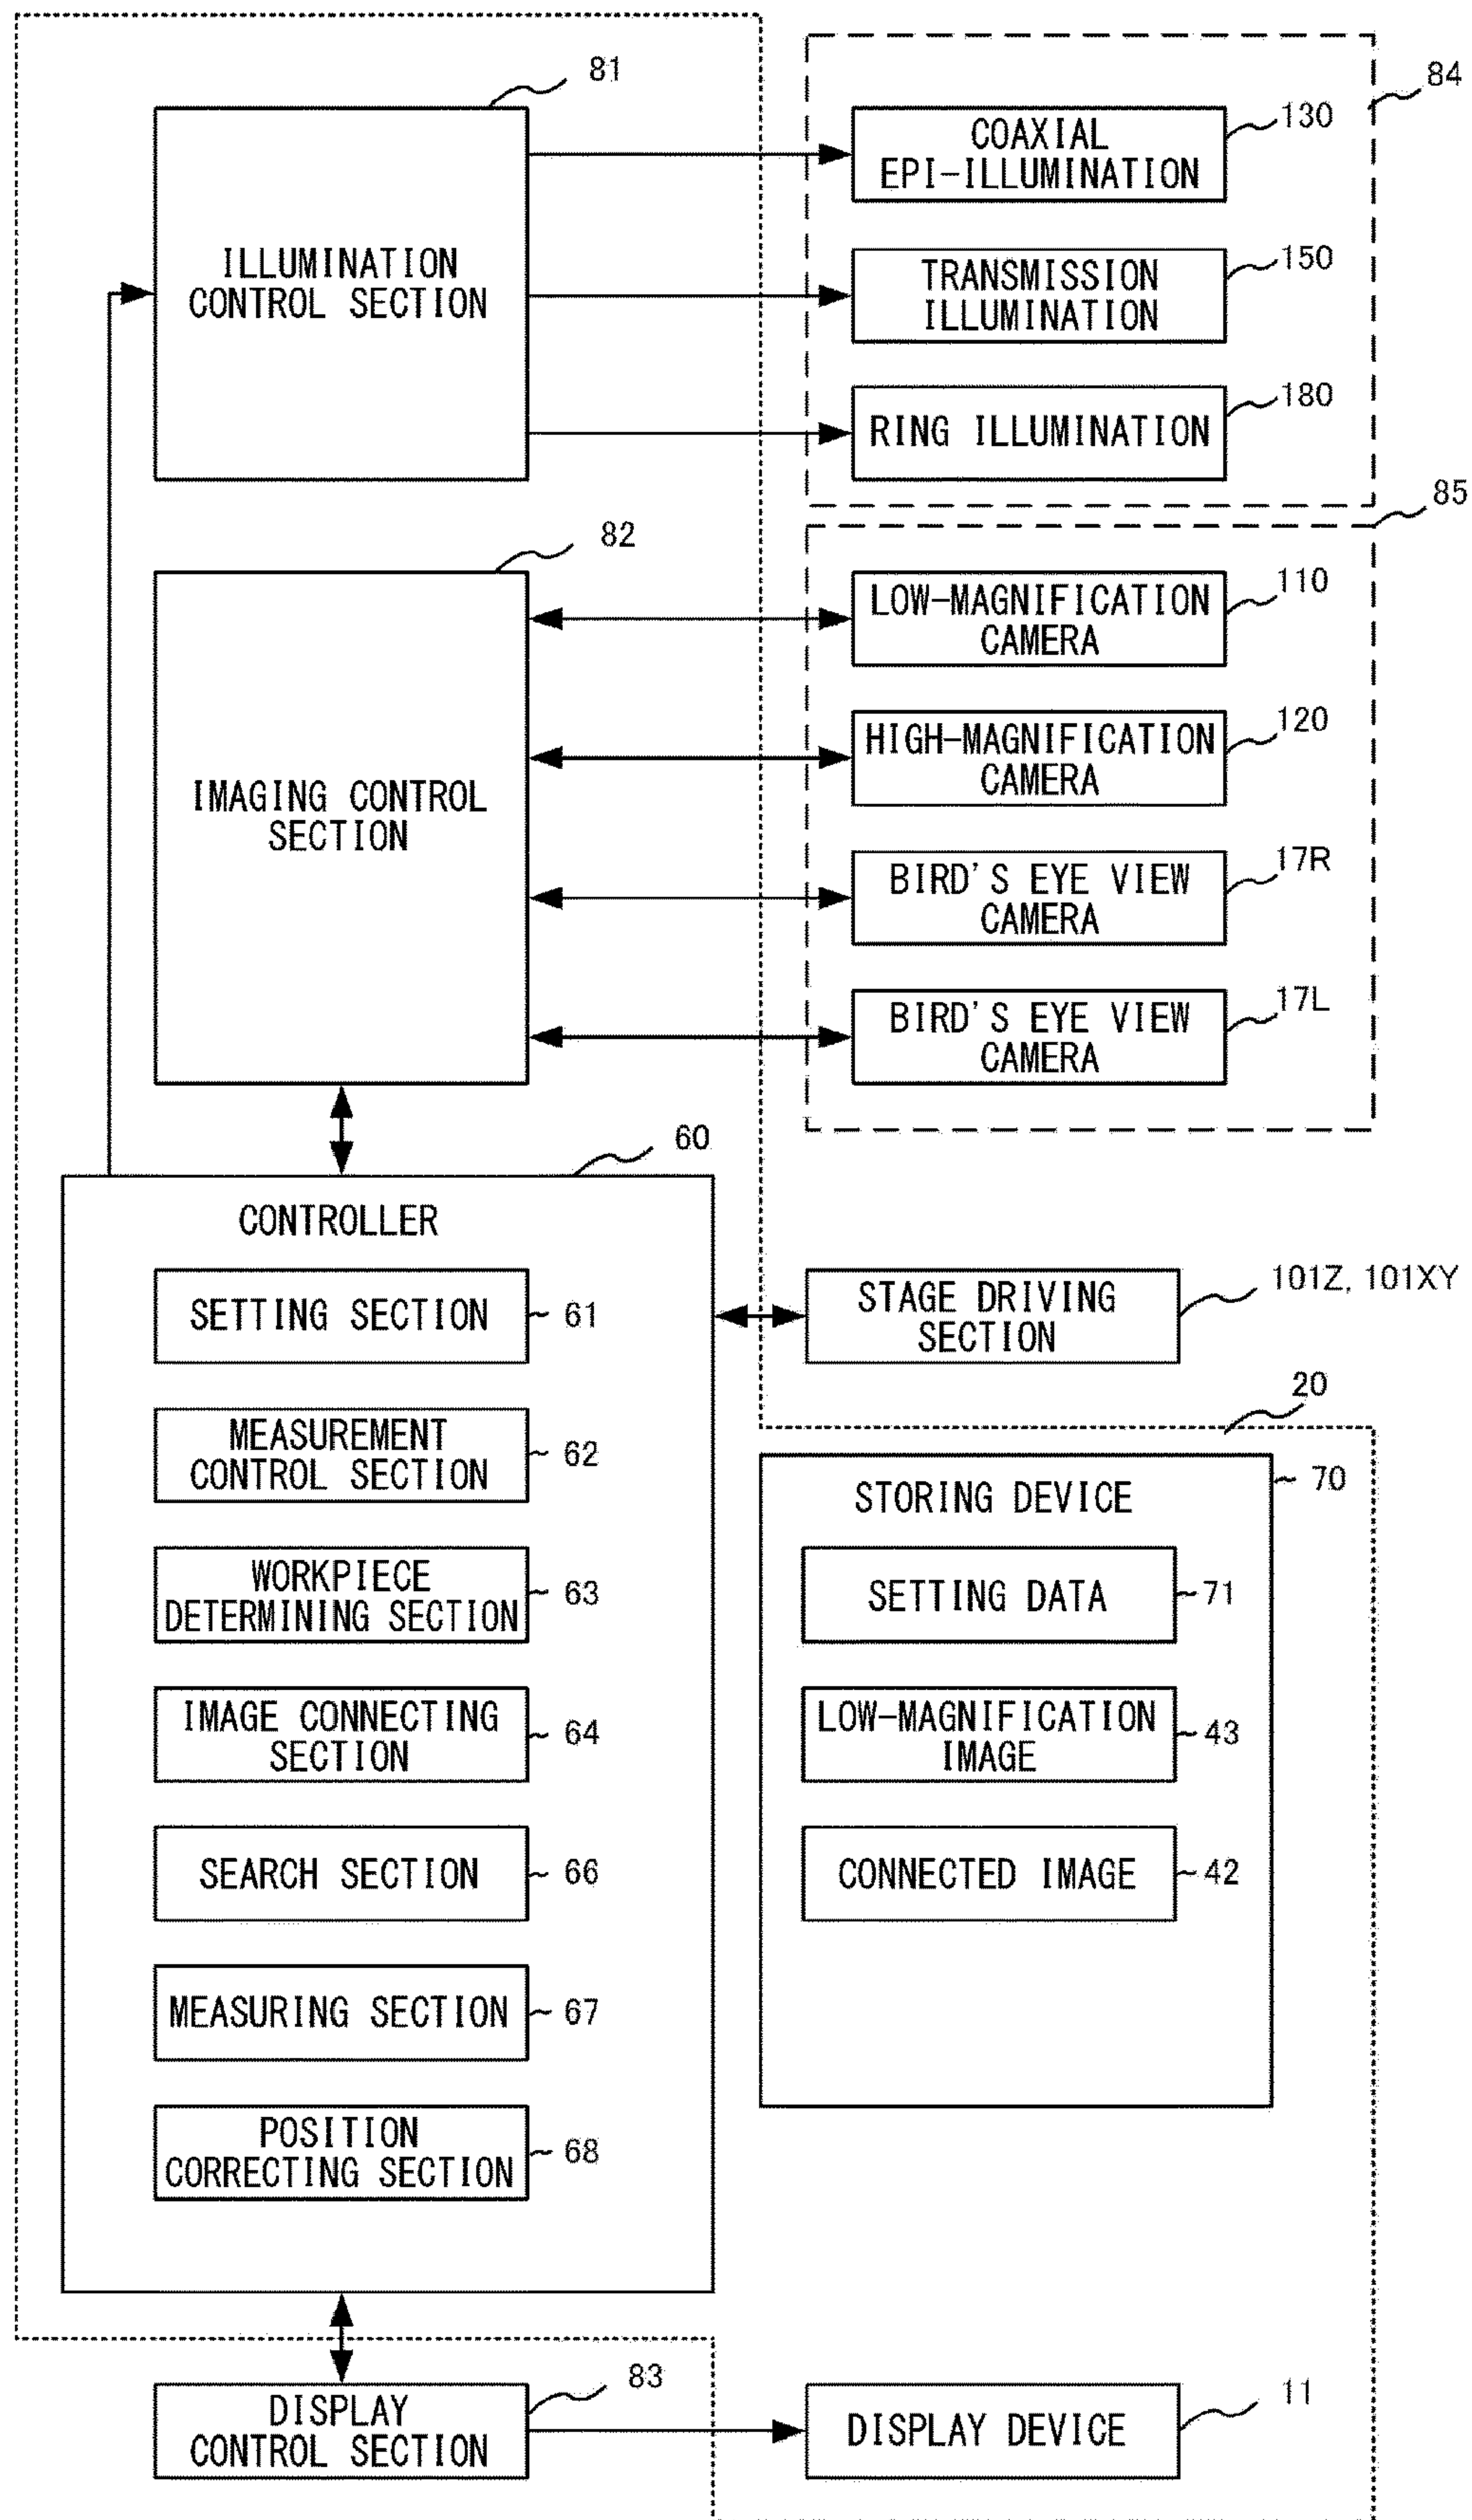 81
84
COAXIAL
EPI-ILLUMINATION
130
ILLUMINATION
CONTROL SECTION
TRANSMISSION
ILLUMINATION
150
RING ILLUMINATION
180
85
82
LOW-MAGNIFICATION
CAMERA
110
HIGH-MAGNIFICATION
CAMERA
120
IMAGING CONTROL
SECTION
BIRD'S EYE VIEW
CAMERA
17R
BIRD'S EYE VIEW
CAMERA
17L
60
CONTROLLER
SETTING SECTION
61
STAGE DRIVING
SECTION
101Z, 101XY
20
MEASUREMENT
CONTROL SECTION
62
STORING DEVICE
70
WORKPIECE
DETERMINING SECTION
63
SETTING DATA
71
IMAGE CONNECTING
SECTION
64
LOW-MAGNIFICATION
IMAGE
43
SEARCH SECTION
66
CONNECTED IMAGE
42
MEASURING SECTION
67
POSITION
CORRECTING SECTION
68
83
DISPLAY
CONTROL SECTION
DISPLAY DEVICE
11